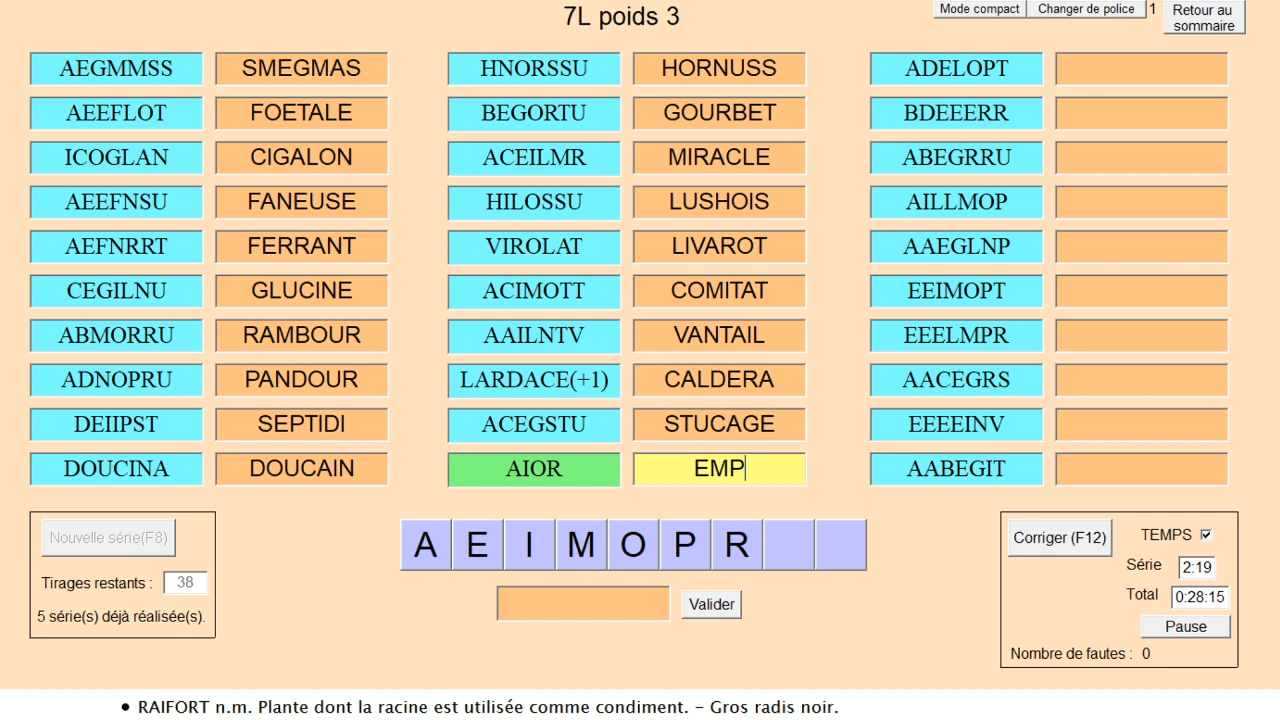 7L poids 3
Mode compact Changer de police 1 Retour au sommaire
AEGMMSS SMEGMAS HNORSSU HORNUSS ADELOPT
AEEFLOT FOETALE BEGORTU GOURBET BDEEERR
ICOGLAN CIGALON ACEILMR MIRACLE ABEGRRU
AEEFNSU FANEUSE HILOSSU LUSHOIS AILLMOP
AEFNRRT FERRANT VIROLAT LIVAROT AAEGLNP
CEGILNU GLUCINE ACIMOTT COMITAT EEIMOPT
ABMORRU RAMBOUR AAILNTV VANTAIL EEELMPR
ADNOPRU PANDOUR LARDACE(+1) CALDERA AACEGRS
DEIIPST SEPTIDI ACEGSTU STUCAGE EEEEINV
DOUCINA DOUCAIN AIOR EMP AABEGIT
Nouvelle série(F8)
Tirages restants : 38
5 série(s) déjà réalisée(s).
A E I M O P R
Valider
Corriger (F12) TEMPS
Série 2:19
Total 0:28:15
Pause
Nombre de fautes : 0
• RAIFORT n.m. Plante dont la racine est utilisée comme condiment. – Gros radis noir.